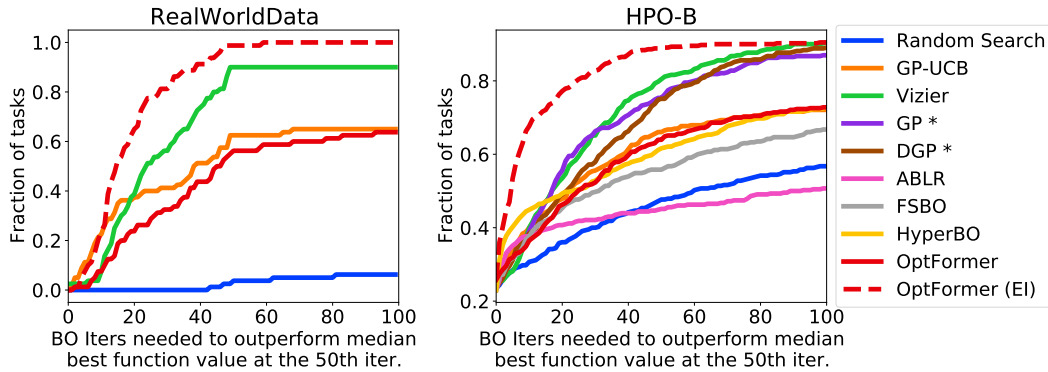 RealWorldData
1.0
0.8
0.6
0.4
0.2
0.0
Fraction of tasks
0
20
40
60
80
100
BO Iters needed to outperform median
best function value at the 50th iter.
HPO-B
0.8
0.6
0.4
0.2
Fraction of tasks
0
20
40
60
80
100
BO Iters needed to outperform median
best function value at the 50th iter.
Random Search
GP-UCB
Vizier
GP *
DGP *
ABLR
FSBO
HyperBO
OptFormer
OptFormer (EI)